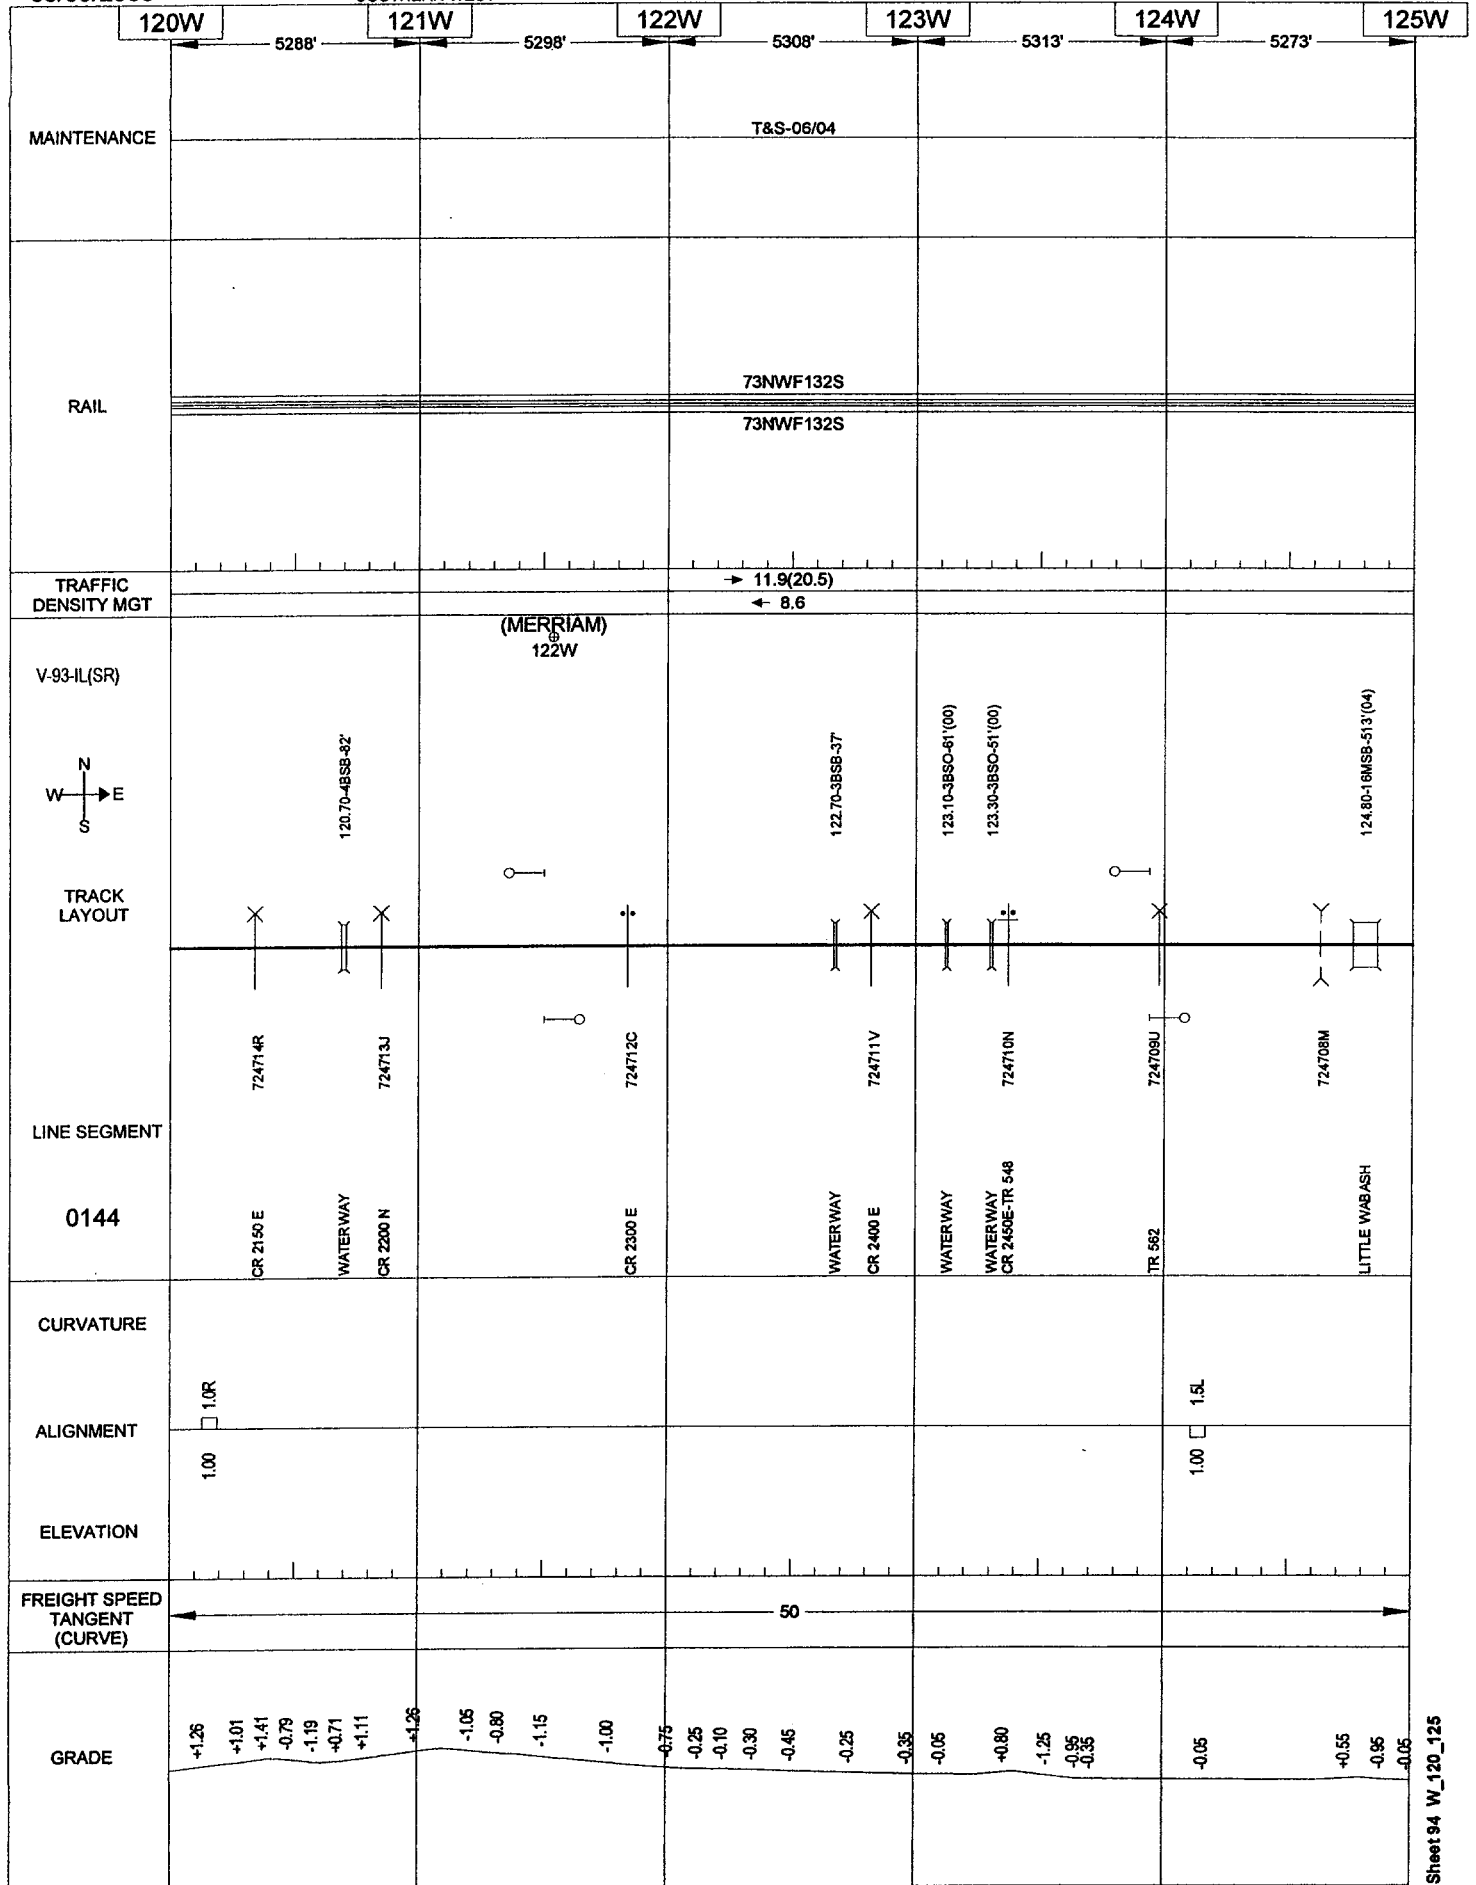 120W 121W 122W 123W 124W 125W
5288' 5298' 5308' 5313' 5273'
MAINTENANCE
T&S-06/04
RAIL
73NWF132S
73NWF132S
TRAFFIC
DENSITY MGT
11.9(20.5)
8.6
(MERRIAM)
122W
V-93-IL(SR)
N
W E
S
120.70-4BSB-82'
122.70-3BSB-37'
123.10-3BSO-61'(00)
123.30-3BSO-51'(00)
124.80-16MSB-513'(04)
TRACK
LAYOUT
724714R
724713J
724712C
724711V
724710N
724709U
724708M
LINE SEGMENT
0144
CR 2150 E
WATERWAY
CR 2200 N
CR 2300 E
WATERWAY
CR 2400 E
WATERWAY
WATERWAY
CR 2450E-TR 548
TR 562
LITTLE WABASH
CURVATURE
1.0R
1.5L
ALIGNMENT
1.00
1.00
ELEVATION
FREIGHT SPEED
TANGENT
(CURVE)
50
GRADE
+1.26
+1.01
+1.41
-0.79
-1.19
+0.71
+1.11
+1.26
-1.05
-0.80
-1.15
-1.00
-0.75
-0.25
-0.10
-0.30
-0.45
-0.25
-0.35
-0.05
+0.80
-1.25
-0.95
-0.35
-0.05
+0.55
-0.95
-0.05
Sheet 94 W_120_125